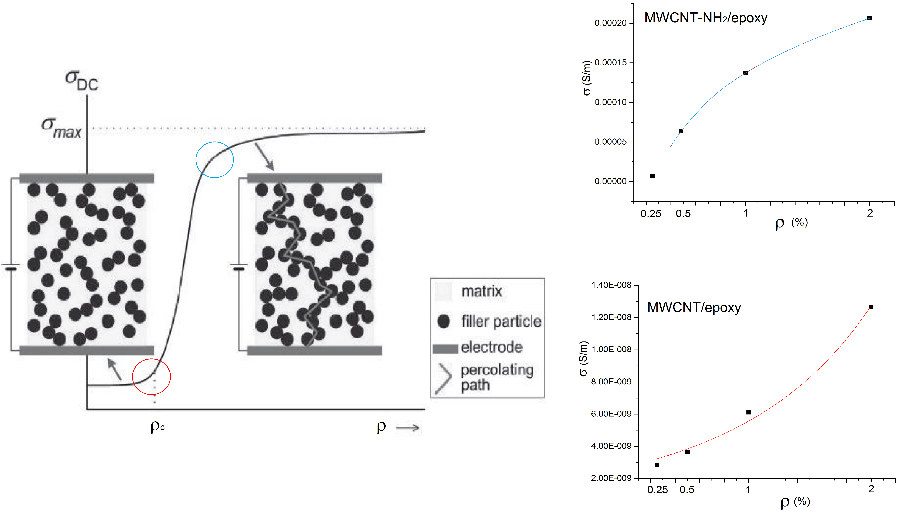 σDC
σmax
ρc
ρ
matrix
filler particle
electrode
percolating
path
MWCNT-NH2/epoxy
σ (S/m)
0.00020
0.00015
0.00010
0.00005
0.00000
0.25 0.5 1 2
ρ (%)
MWCNT/epoxy
σ (S/m)
1.40E-008
1.20E-008
1.00E-008
8.00E-009
6.00E-009
4.00E-009
2.00E-009
0.25 0.5 1 2
ρ (%)